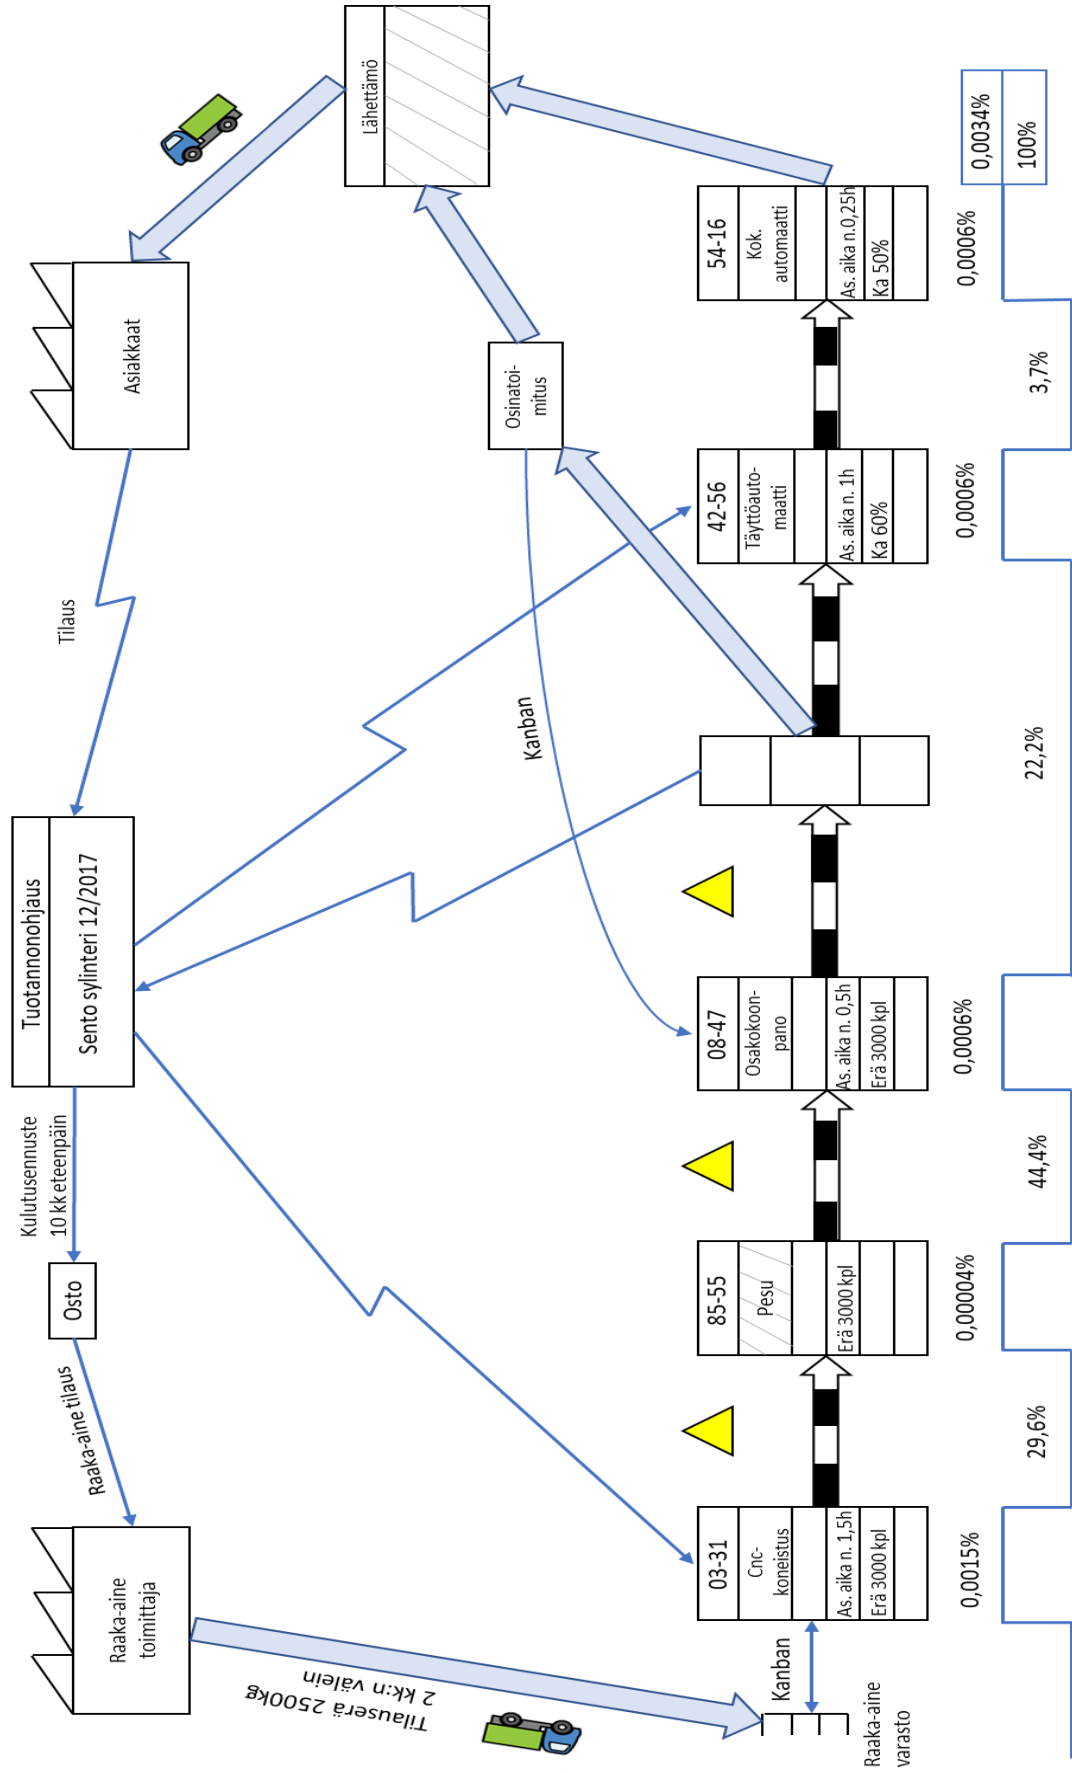 Tuotannonohjaus
Sento sylinteri 12/2017
Kulutusennuste
10 kk eteenpäin
Osto
Raaka-aine tilaus
Raaka-aine
toimittaja
Tilaus
Asiakkaat
Lähettämö
Osinatoi-
mitus
Kanban
Tilauserä 2500kg
2 kk:n välein
Kanban
Raaka-aine
varasto
03-31
Cnc-
koneistus
As. aika n. 1,5h
Erä 3000 kpl
85-55
Pesu
Erä 3000 kpl
08-47
Osakokoon-
pano
As. aika n. 0,5h
Erä 3000 kpl
42-56
Täyttöauto-
maatti
As. aika n. 1h
Ka 60%
54-16
Kok.
automaatti
As. aika n.0,25h
Ka 50%
0,0015%
29,6%
0,00004%
44,4%
0,0006%
22,2%
0,0006%
3,7%
0,0006%
0,0034%
100%